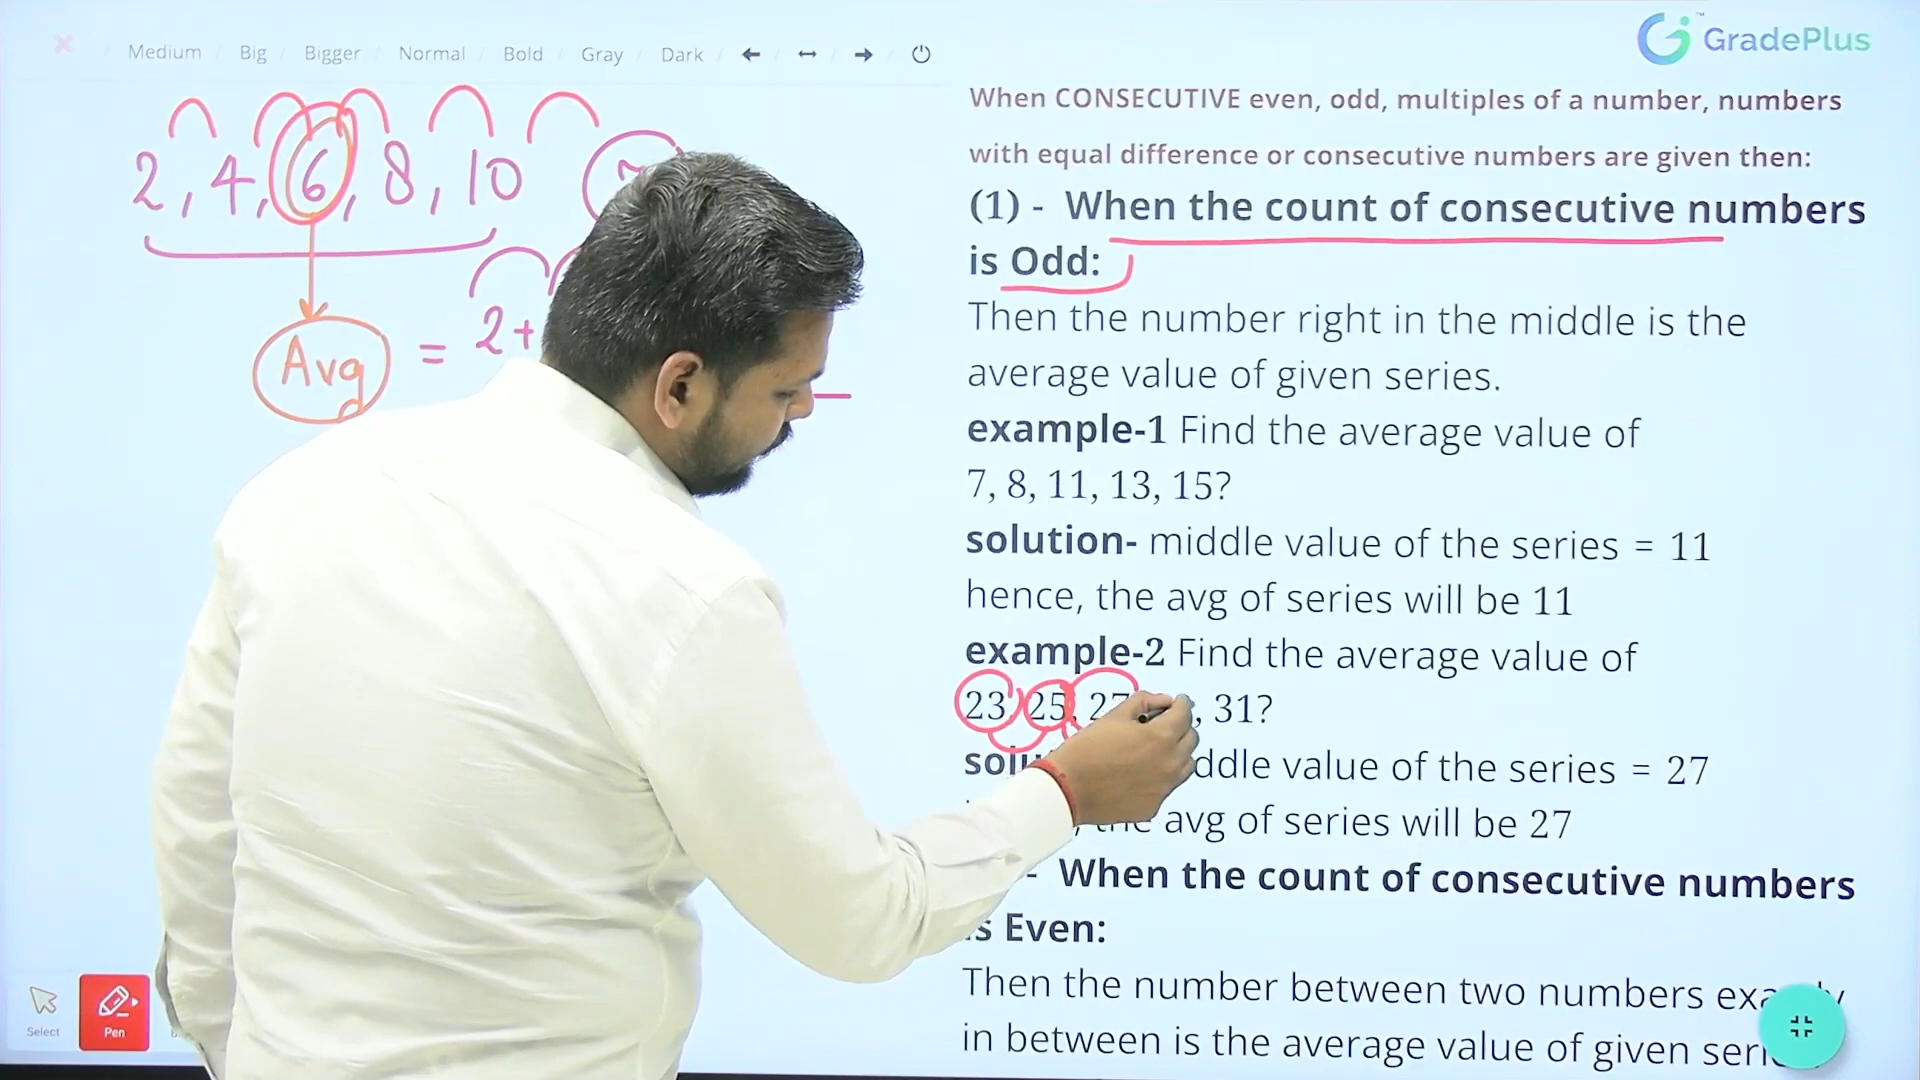 Medium / Big / Bigger / Normal / Bold / Gray / Dark
GradePlus
2, 4, 6, 8, 10
Avg = 2+
When CONSECUTIVE even, odd, multiples of a number, numbers
with equal difference or consecutive numbers are given then:
(1) - When the count of consecutive numbers
is Odd:
Then the number right in the middle is the
average value of given series.
example-1 Find the average value of
7, 8, 11, 13, 15?
solution- middle value of the series = 11
hence, the avg of series will be 11
example-2 Find the average value of
23, 25, 27, 31?
value of the series = 27
avg of series will be 27
- When the count of consecutive numbers
Even:
Then the number between two numbers
in between is the average value of given
Select
Pen